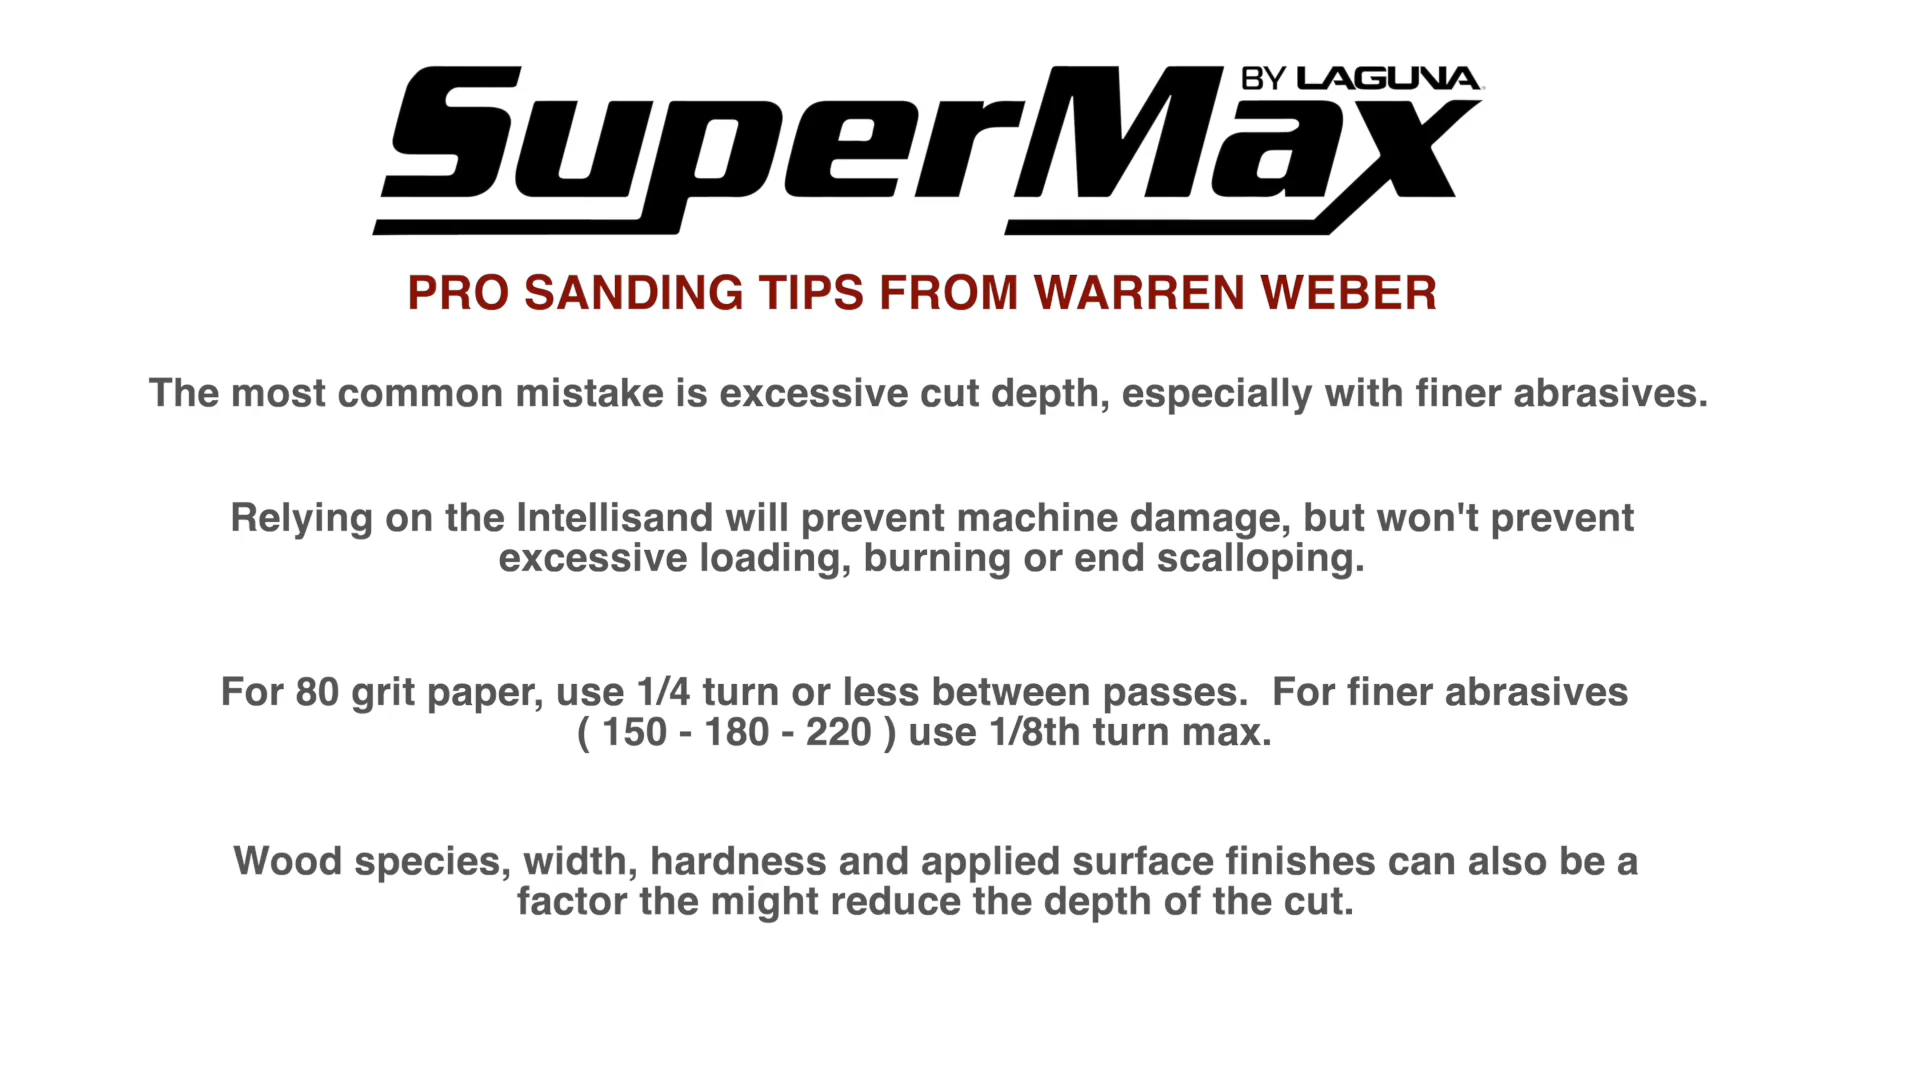 SuperMax BY LAGUNA
PRO SANDING TIPS FROM WARREN WEBER
The most common mistake is excessive cut depth, especially with finer abrasives.
Relying on the Intellisand will prevent machine damage, but won't prevent
excessive loading, burning or end scalloping.
For 80 grit paper, use 1/4 turn or less between passes.  For finer abrasives
( 150 - 180 - 220 ) use 1/8th turn max.
Wood species, width, hardness and applied surface finishes can also be a
factor the might reduce the depth of the cut.